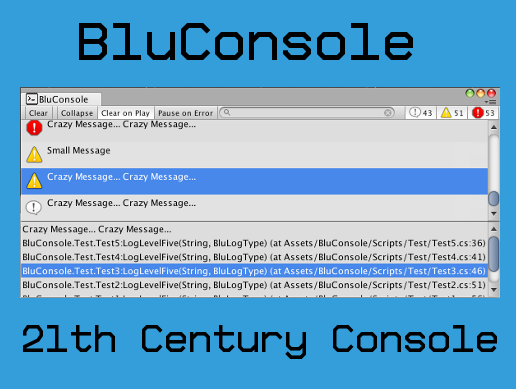 BluConsole
BluConsole
Clear Collapse Clear on Play Pause on Error 43 51 53
Crazy Message... Crazy Message...
Small Message
Crazy Message... Crazy Message...
Crazy Message... Crazy Message...
Crazy Message... Crazy Message...
BluConsole.Test.Test5:LogLevelFive(String, BluLogType) (at Assets/BluConsole/Scripts/Test/Test5.cs:36)
BluConsole.Test.Test4:LogLevelFive(String, BluLogType) (at Assets/BluConsole/Scripts/Test/Test4.cs:41)
BluConsole.Test.Test3:LogLevelFive(String, BluLogType) (at Assets/BluConsole/Scripts/Test/Test3.cs:46)
BluConsole.Test.Test2:LogLevelFive(String, BluLogType) (at Assets/BluConsole/Scripts/Test/Test2.cs:51)
21th Century Console